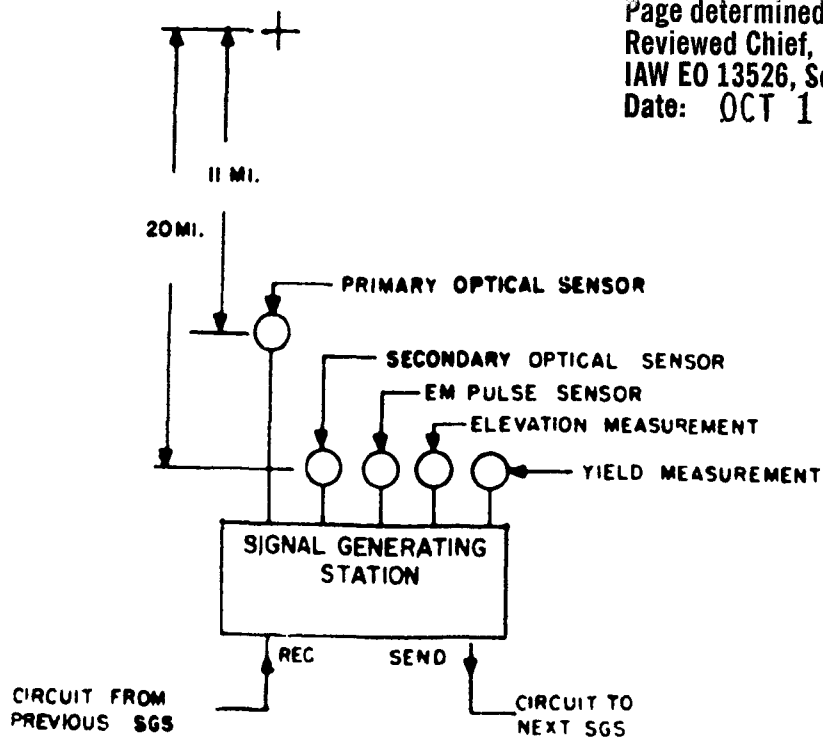 Page determined
Reviewed Chief,
IAW EO 13526, Se
Date: OCT 1
11 MI.
20 MI.
PRIMARY OPTICAL SENSOR
SECONDARY OPTICAL SENSOR
EM PULSE SENSOR
ELEVATION MEASUREMENT
YIELD MEASUREMENT
SIGNAL GENERATING
STATION
REC
SEND
CIRCUIT FROM
PREVIOUS SGS
CIRCUIT TO
NEXT SGS